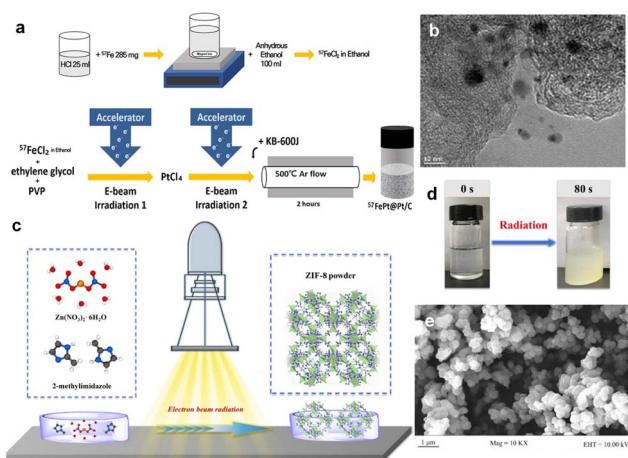 a
HCl 25 ml
+ ⁵⁷Fe 285 mg
+
Anhydrous
Ethanol
100 ml
⁵⁷FeCl₂ in Ethanol
Accelerator
e⁻
e⁻
e⁻
e⁻
e⁻
Accelerator
e⁻
e⁻
e⁻
e⁻
e⁻
⁵⁷FeCl₂ in Ethanol
+
ethylene glycol
+
PVP
E-beam
Irradiation 1
PtCl₄
E-beam
Irradiation 2
+ KB-600J
500℃ Ar flow
2 hours
⁵⁷FePt@Pt/C
b
10 nm
c
Zn(NO₃)₂· 6H₂O
2-methylimidazole
Electron beam radiation
ZIF-8 powder
d
0 s
Radiation
80 s
e
1 μm
Mag = 10 KX
EHT = 10.00 kV